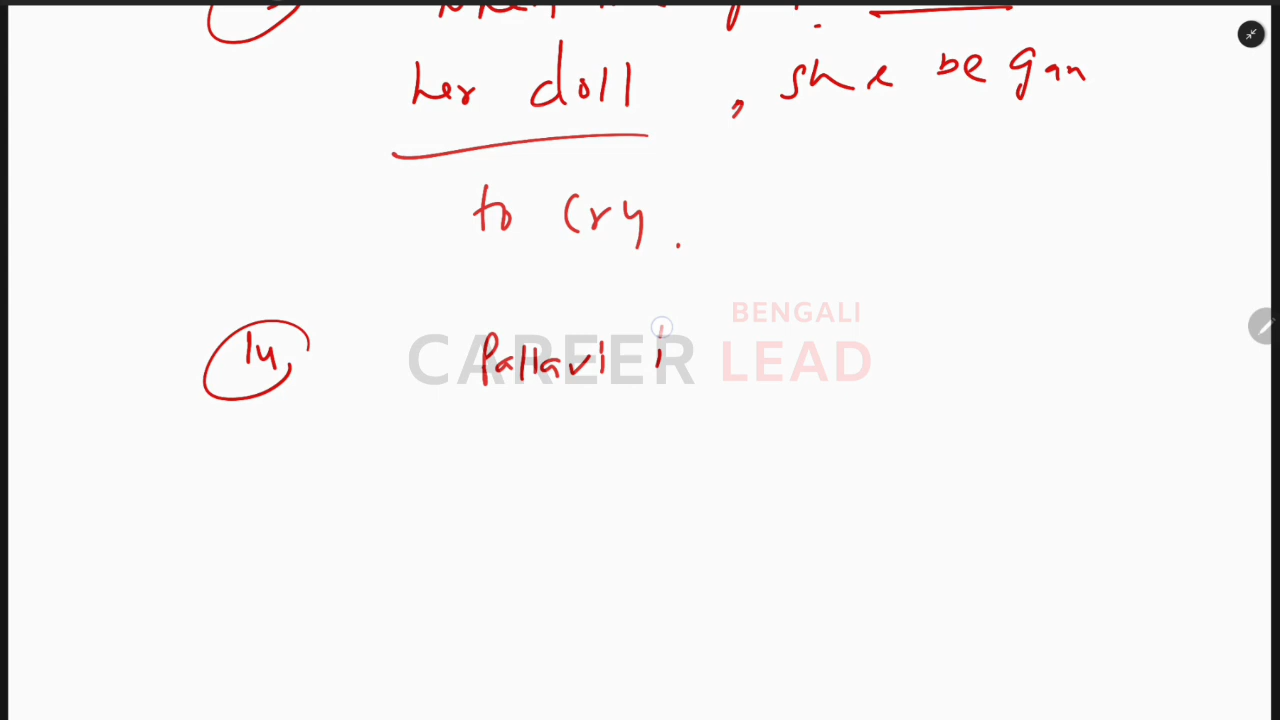 her doll , she began
to cry.
14. Pallavi i
BENGALI
CAREER LEAD